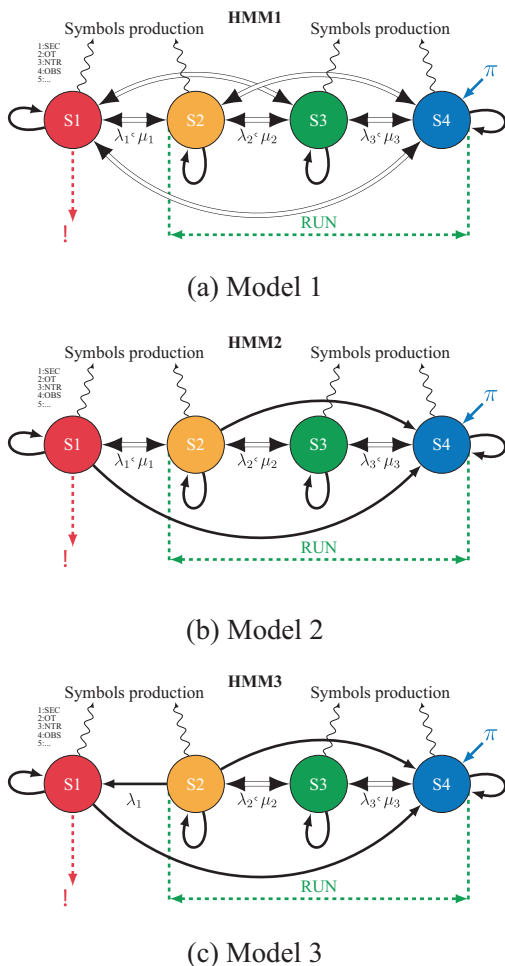 HMM1
Symbols production Symbols production
1:SEC
2:OT
3:NTR
4:OBS
5:...
π
S1 S2 S3 S4
λ1 μ1 λ2 μ2 λ3 μ3
RUN
!
(a) Model 1
HMM2
Symbols production Symbols production
1:SEC
2:OT
3:NTR
4:OBS
5:...
π
S1 S2 S3 S4
λ1 μ1 λ2 μ2 λ3 μ3
RUN
!
(b) Model 2
HMM3
Symbols production Symbols production
1:SEC
2:OT
3:NTR
4:OBS
5:...
π
S1 S2 S3 S4
λ1 λ2 μ2 λ3 μ3
RUN
!
(c) Model 3